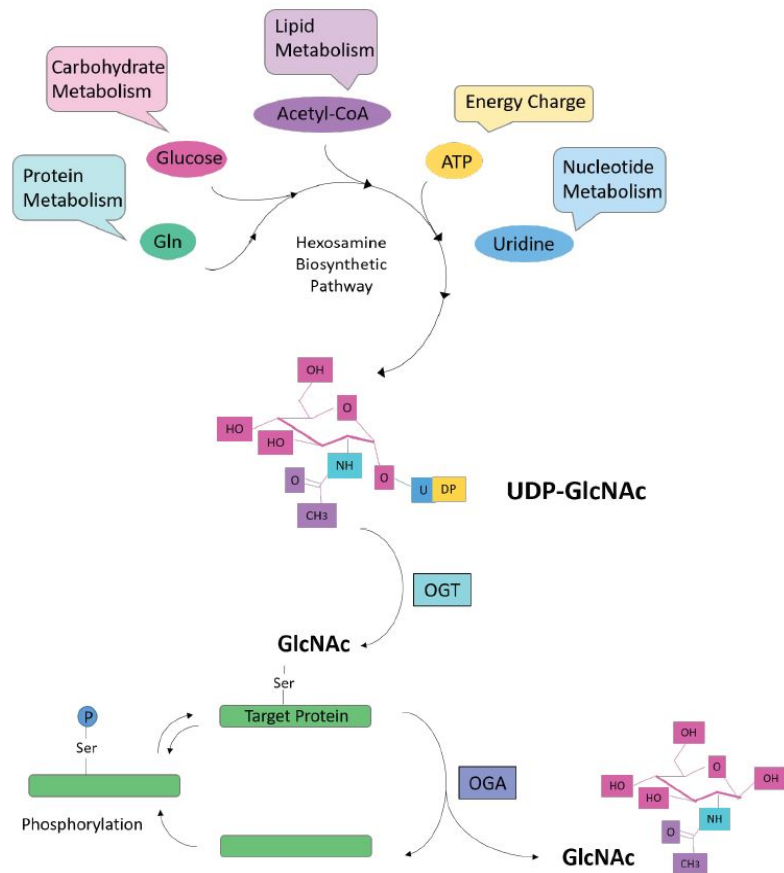 Lipid
Metabolism
Carbohydrate
Metabolism
Acetyl-CoA
Energy Charge
Glucose
ATP
Protein
Metabolism
Nucleotide
Metabolism
Gln
Uridine
Hexosamine
Biosynthetic
Pathway
OH
O
HO
HO
NH
O
O
U
DP
CH3
UDP-GlcNAc
OGT
GlcNAc
Ser
Target Protein
P
Ser
Phosphorylation
OGA
OH
O
OH
HO
HO
NH
O
CH3
GlcNAc